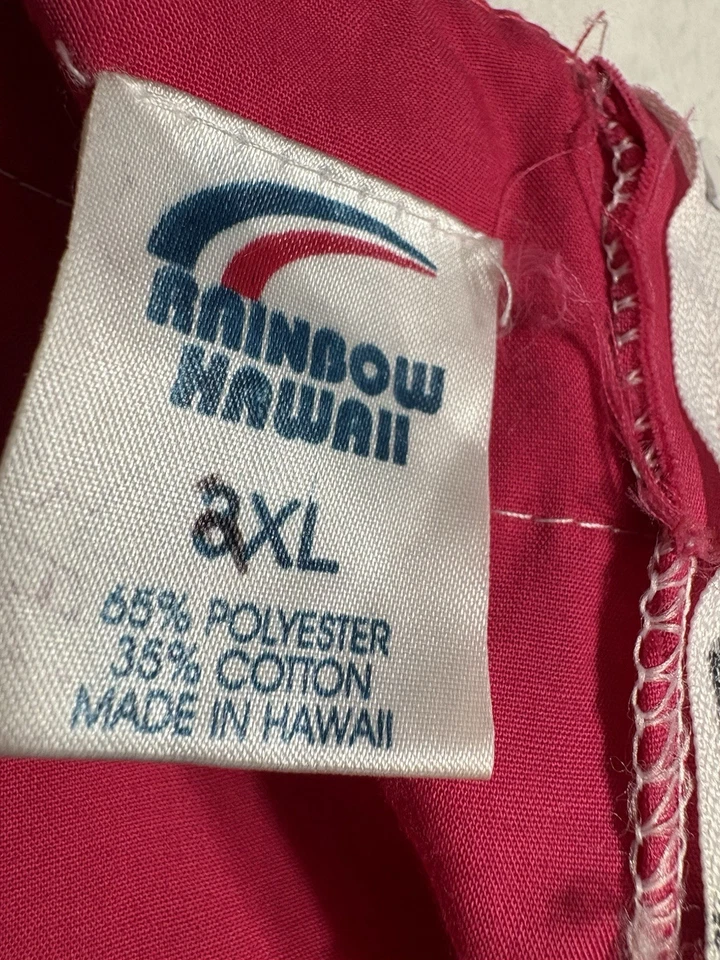 RAINBOW
HAWAII
2XL
65% POLYESTER
35% COTTON
MADE IN HAWAII